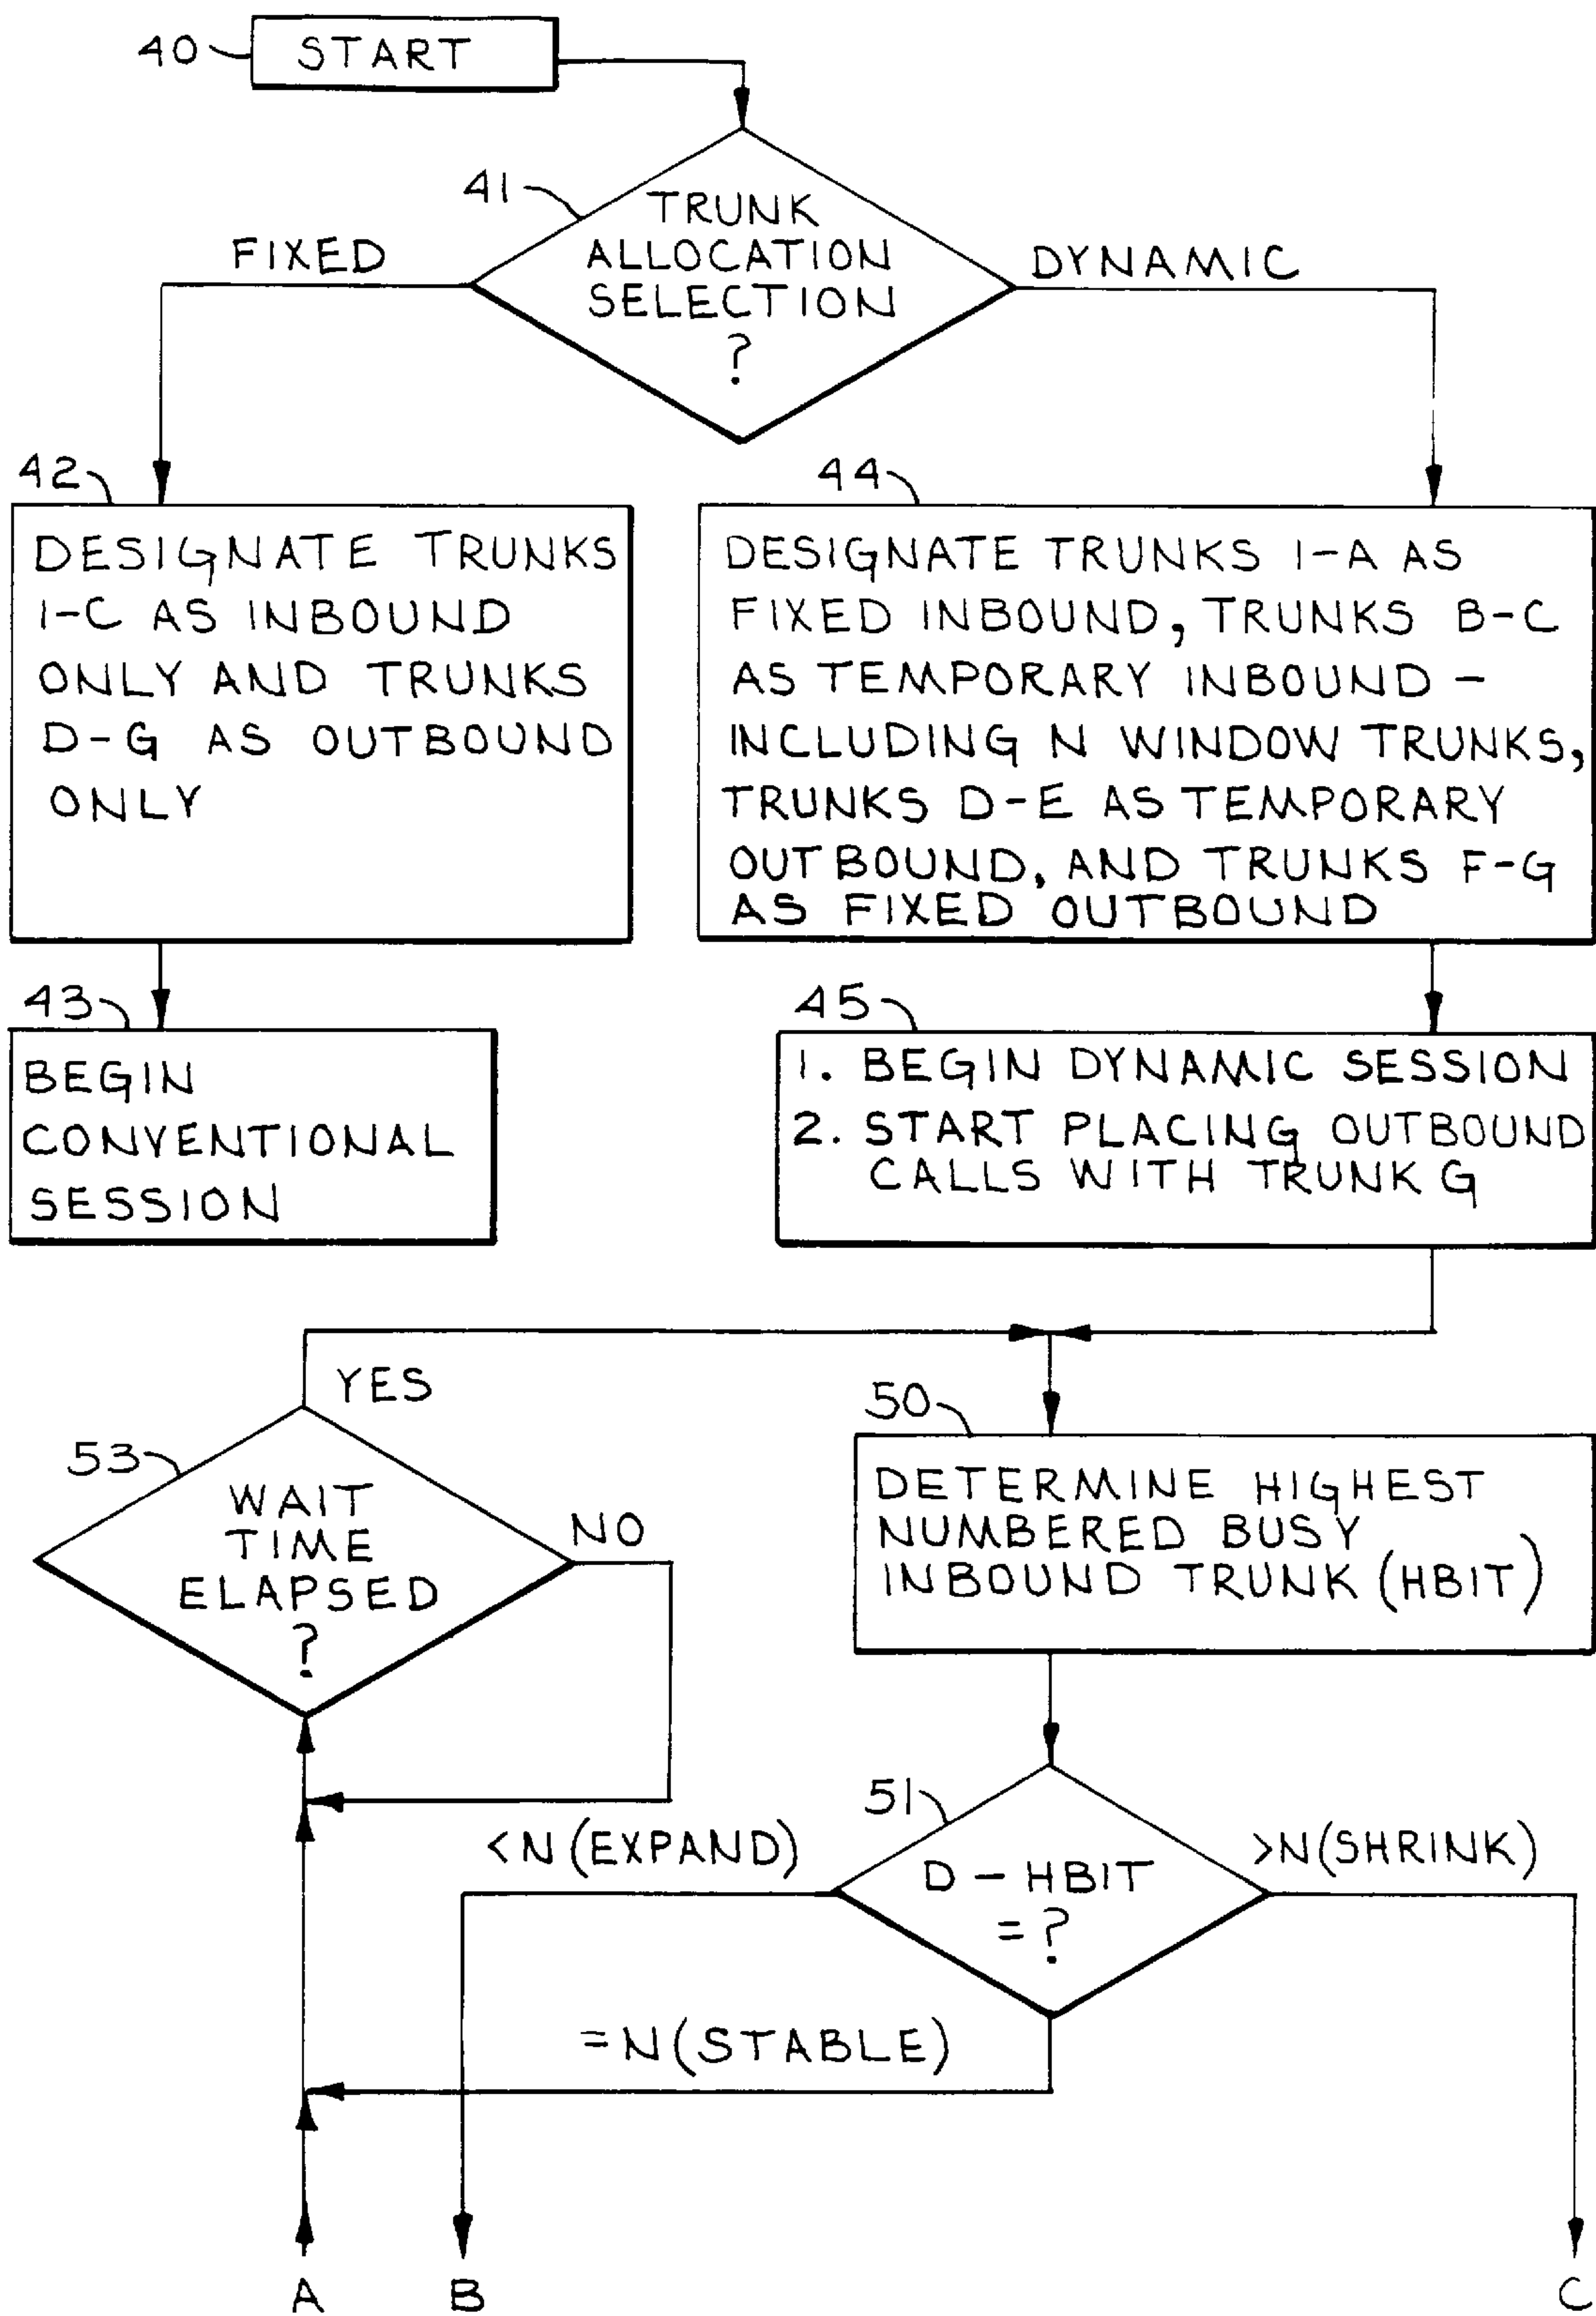 40
START
41
TRUNK
ALLOCATION
SELECTION
?
FIXED
DYNAMIC
42
DESIGNATE TRUNKS
1-C AS INBOUND
ONLY AND TRUNKS
D-G AS OUTBOUND
ONLY
44
DESIGNATE TRUNKS 1-A AS
FIXED INBOUND, TRUNKS B-C
AS TEMPORARY INBOUND -
INCLUDING N WINDOW TRUNKS,
TRUNKS D-E AS TEMPORARY
OUTBOUND, AND TRUNKS F-G
AS FIXED OUTBOUND
43
BEGIN
CONVENTIONAL
SESSION
45
1. BEGIN DYNAMIC SESSION
2. START PLACING OUTBOUND
CALLS WITH TRUNK G
YES
53
WAIT
TIME
ELAPSED
?
NO
50
DETERMINE HIGHEST
NUMBERED BUSY
INBOUND TRUNK (HBIT)
51
D - HBIT
= ?
<N (EXPAND)
>N(SHRINK)
=N(STABLE)
A
B
C